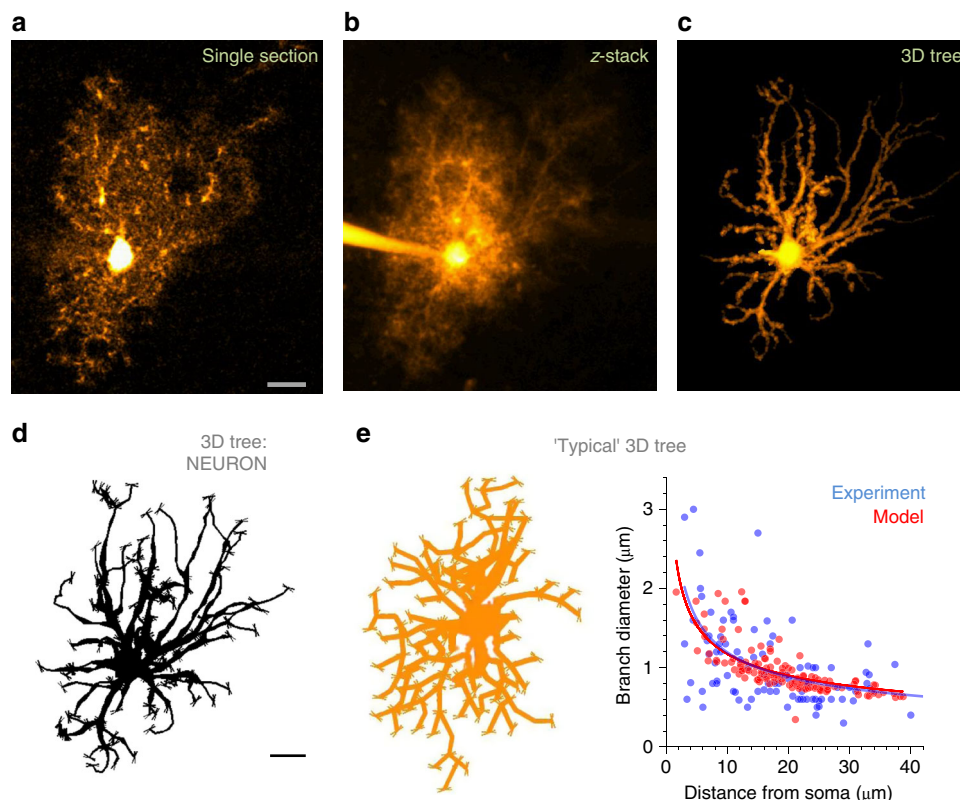 a
Single section
b
z-stack
c
3D tree
d
3D tree:
NEURON
e
'Typical' 3D tree
Experiment
Model
Branch diameter (μm)
3
2
1
0
0
10
20
30
40
Distance from soma (μm)